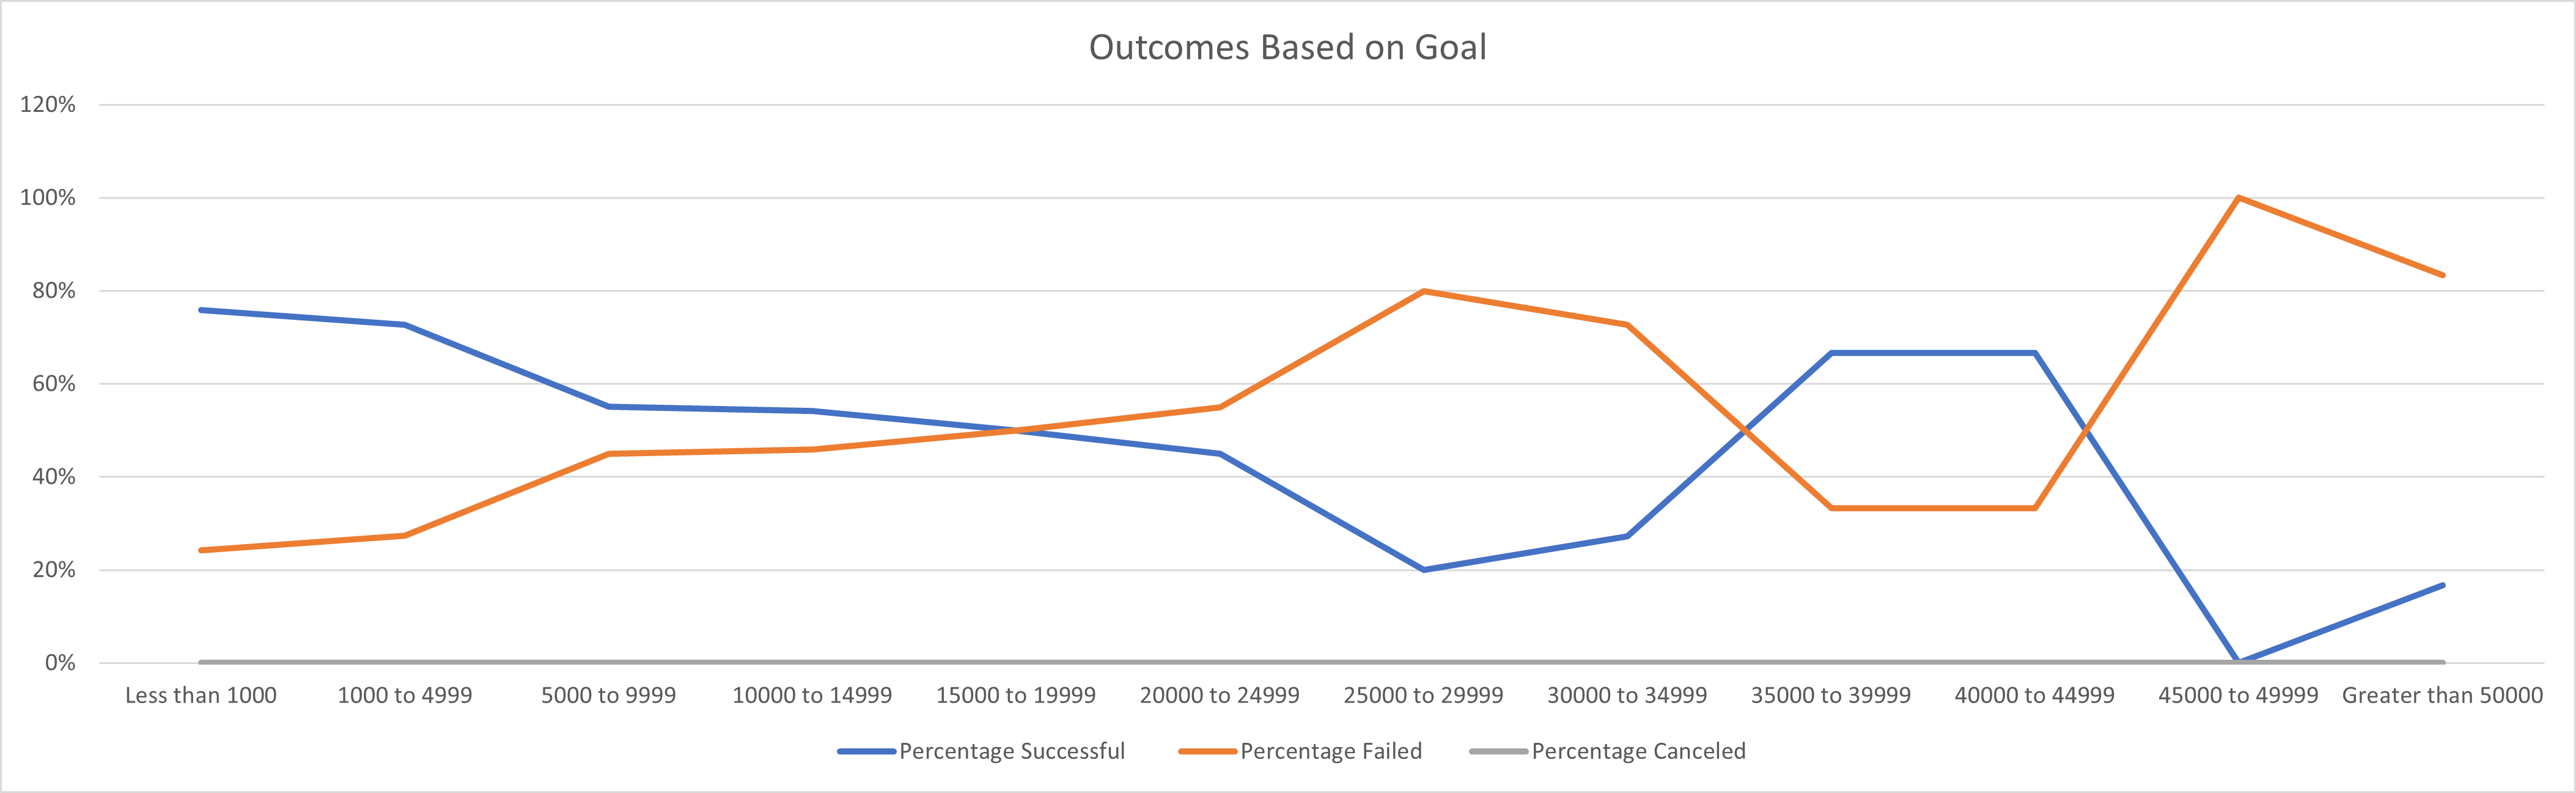 Outcomes Based on Goal
120%
100%
80%
60%
40%
20%
0%
Less than 1000 1000 to 4999 5000 to 9999 10000 to 14999 15000 to 19999 20000 to 24999 25000 to 29999 30000 to 34999 35000 to 39999 40000 to 44999 45000 to 49999 Greater than 50000
Percentage Successful Percentage Failed Percentage Canceled